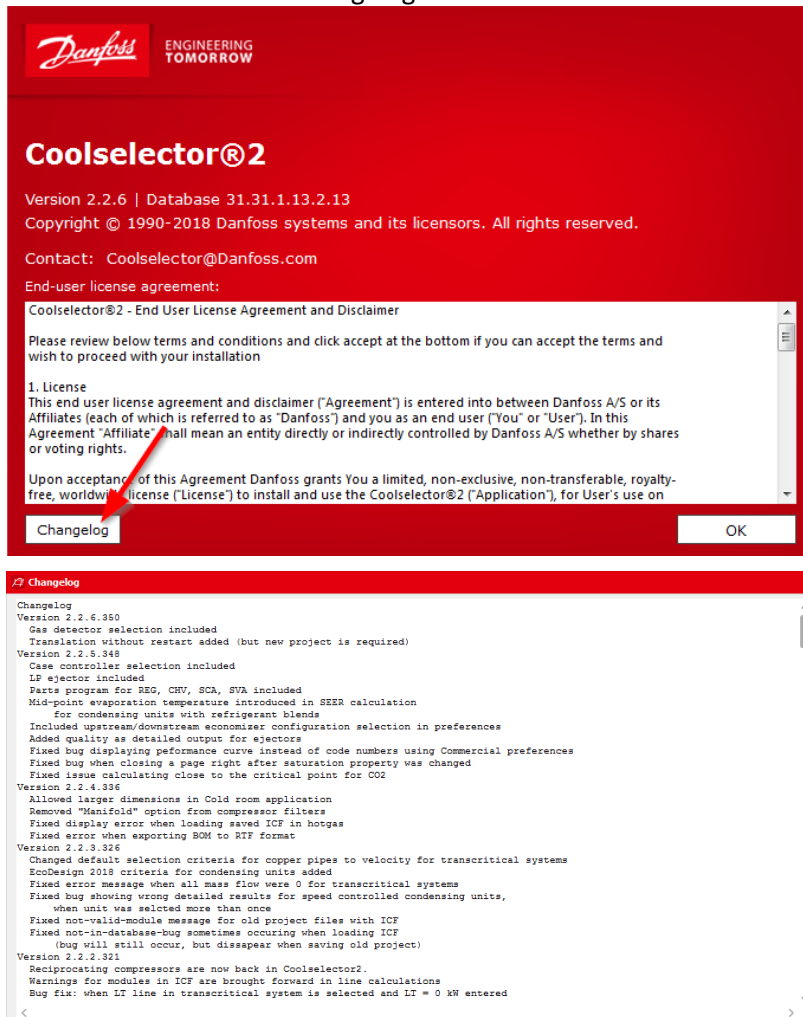 Danfoss
ENGINEERING
TOMORROW
Coolselector®2
Version 2.2.6 | Database 31.31.1.13.2.13
Copyright © 1990-2018 Danfoss systems and its licensors. All rights reserved.
Contact: Coolselector@Danfoss.com
End-user license agreement:
Coolselector®2 - End User License Agreement and Disclaimer
Please review below terms and conditions and click accept at the bottom if you can accept the terms and
wish to proceed with your installation
1. License
This end user license agreement and disclaimer ("Agreement") is entered into between Danfoss A/S or its
Affiliates (each of which is referred to as "Danfoss") and you as an end user ("You" or "User"). In this
Agreement "Affiliate" shall mean an entity directly or indirectly controlled by Danfoss A/S whether by shares
or voting rights.
Upon acceptance of this Agreement Danfoss grants You a limited, non-exclusive, non-transferable, royalty-
free, worldwide license ("License") to install and use the Coolselector®2 ("Application"), for User's use on
Changelog
OK
Changelog
Changelog
Version 2.2.6.350
Gas detector selection included
Translation without restart added (but new project is required)
Version 2.2.5.348
Case controller selection included
LP ejector included
Parts program for REG, CHV, SCA, SVA included
Mid-point evaporation temperature introduced in SEER calculation
for condensing units with refrigerant blends
Included upstream/downstream economizer configuration selection in preferences
Added quality as detailed output for ejectors
Fixed bug displaying peformance curve instead of code numbers using Commercial preferences
Fixed bug when closing a page right after saturation property was changed
Fixed issue calculating close to the critical point for CO2
Version 2.2.4.336
Allowed larger dimensions in Cold room application
Removed "Manifold" option from compressor filters
Fixed display error when loading saved ICF in hotgas
Fixed error when exporting BOM to RTF format
Version 2.2.3.326
Changed default selection criteria for copper pipes to velocity for transcritical systems
EcoDesign 2018 criteria for condensing units added
Fixed error message when all mass flow were 0 for transcritical systems
Fixed bug showing wrong detailed results for speed controlled condensing units,
when unit was selcted more than once
Fixed not-valid-module message for old project files with ICF
Fixed not-in-database-bug sometimes occuring when loading ICF
(bug will still occur, but dissapear when saving old project)
Version 2.2.2.321
Reciprocating compressors are now back in Coolselector2.
Warnings for modules in ICF are brought forward in line calculations
Bug fix: when LT line in transcritical system is selected and LT = 0 kW entered